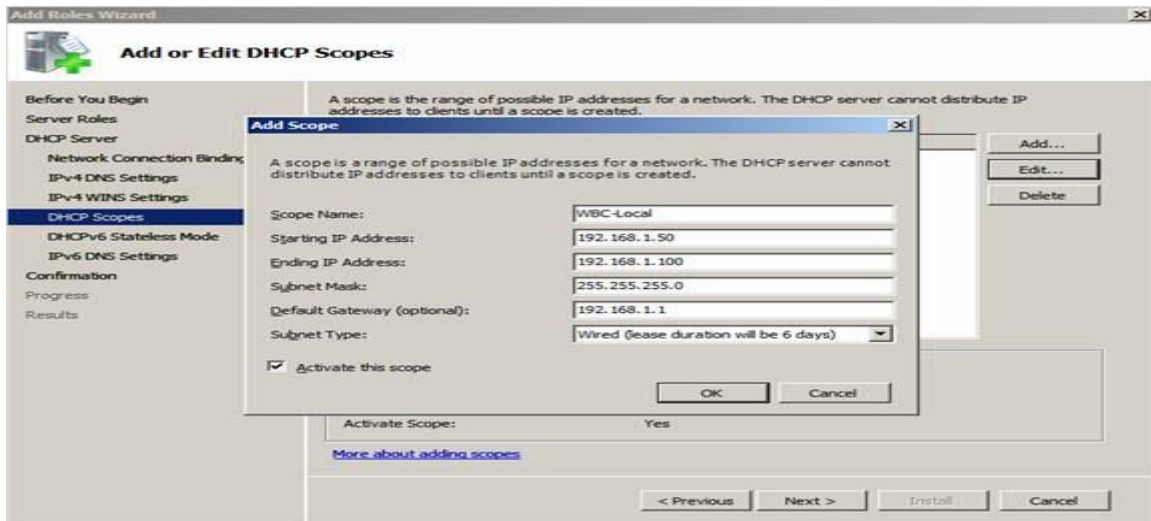 Add Roles Wizard
Add or Edit DHCP Scopes
Before You Begin
Server Roles
DHCP Server
Network Connection Binding
IPv4 DNS Settings
IPv4 WINS Settings
DHCP Scopes
DHCPv6 Stateless Mode
IPv6 DNS Settings
Confirmation
Progress
Results
A scope is the range of possible IP addresses for a network. The DHCP server cannot distribute IP
addresses to clients until a scope is created.
Add...
Edit...
Delete
Add Scope
A scope is a range of possible IP addresses for a network. The DHCP server cannot
distribute IP addresses to clients until a scope is created.
Scope Name: WBC-Local
Starting IP Address: 192.168.1.50
Ending IP Address: 192.168.1.100
Subnet Mask: 255.255.255.0
Default Gateway (optional): 192.168.1.1
Subnet Type: Wired (lease duration will be 6 days)
Activate this scope
OK Cancel
Activate Scope: Yes
More about adding scopes
< Previous Next > Install Cancel